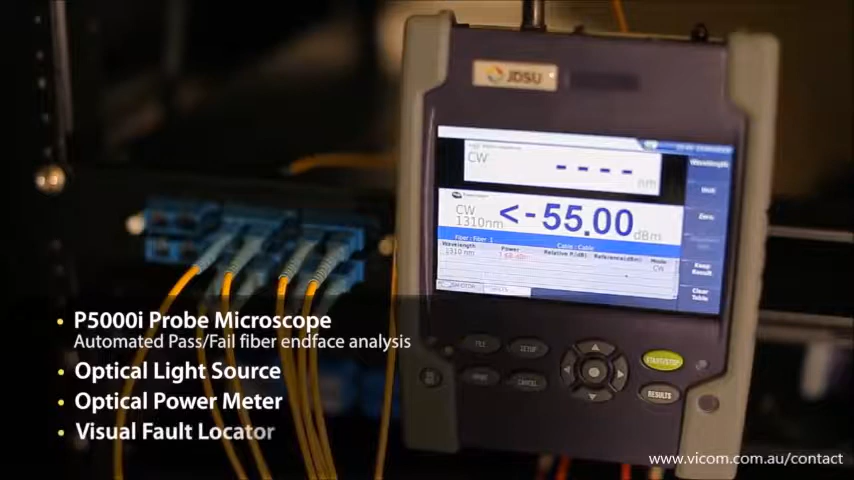 JDSU
CW
- - - -
CW
1310nm
<-55.00 dBm
Fiber : Fiber
Cable : Cable
Wavelength Power Relative P.(dB) Reference(dBm) Mode
1310 nm CW
Wavelength
Unit
Zero
Keep Result
Clear Table
FILE
SETUP
CANCEL
START/STOP
RESULTS
• P5000i Probe Microscope
Automated Pass/Fail fiber endface analysis
• Optical Light Source
• Optical Power Meter
• Visual Fault Locator
www.vicom.com.au/contact